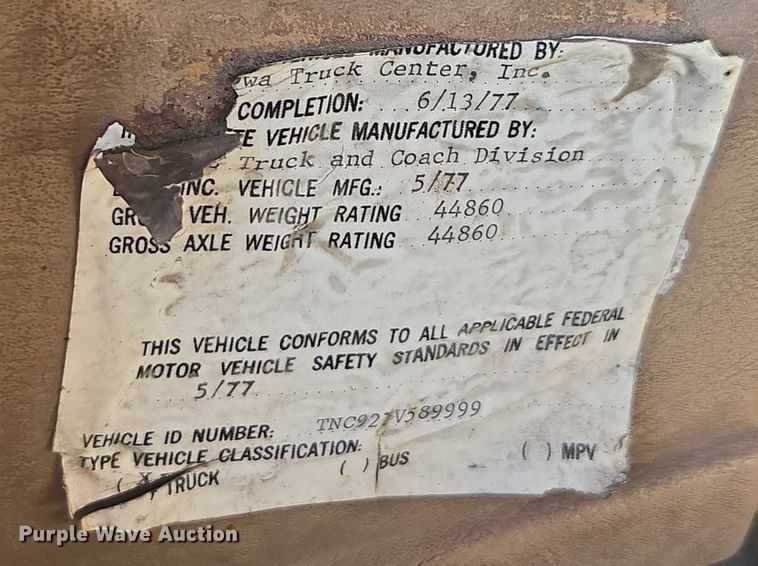 MANUFACTURED BY:
wa Truck Center, Inc.
COMPLETION: 6/13/77
TE VEHICLE MANUFACTURED BY:
Truck and Coach Division
INC. VEHICLE MFG.: 5/77
GRO VEH. WEIGHT RATING 44860
GROSS AXLE WEIGHT RATING 44860
THIS VEHICLE CONFORMS TO ALL APPLICABLE FEDERAL
MOTOR VEHICLE SAFETY STANDARDS IN EFFECT IN
5/77
VEHICLE ID NUMBER: TNC927V589999
TYPE VEHICLE CLASSIFICATION:
(X) TRUCK ( ) BUS ( ) MPV
Purple Wave Auction